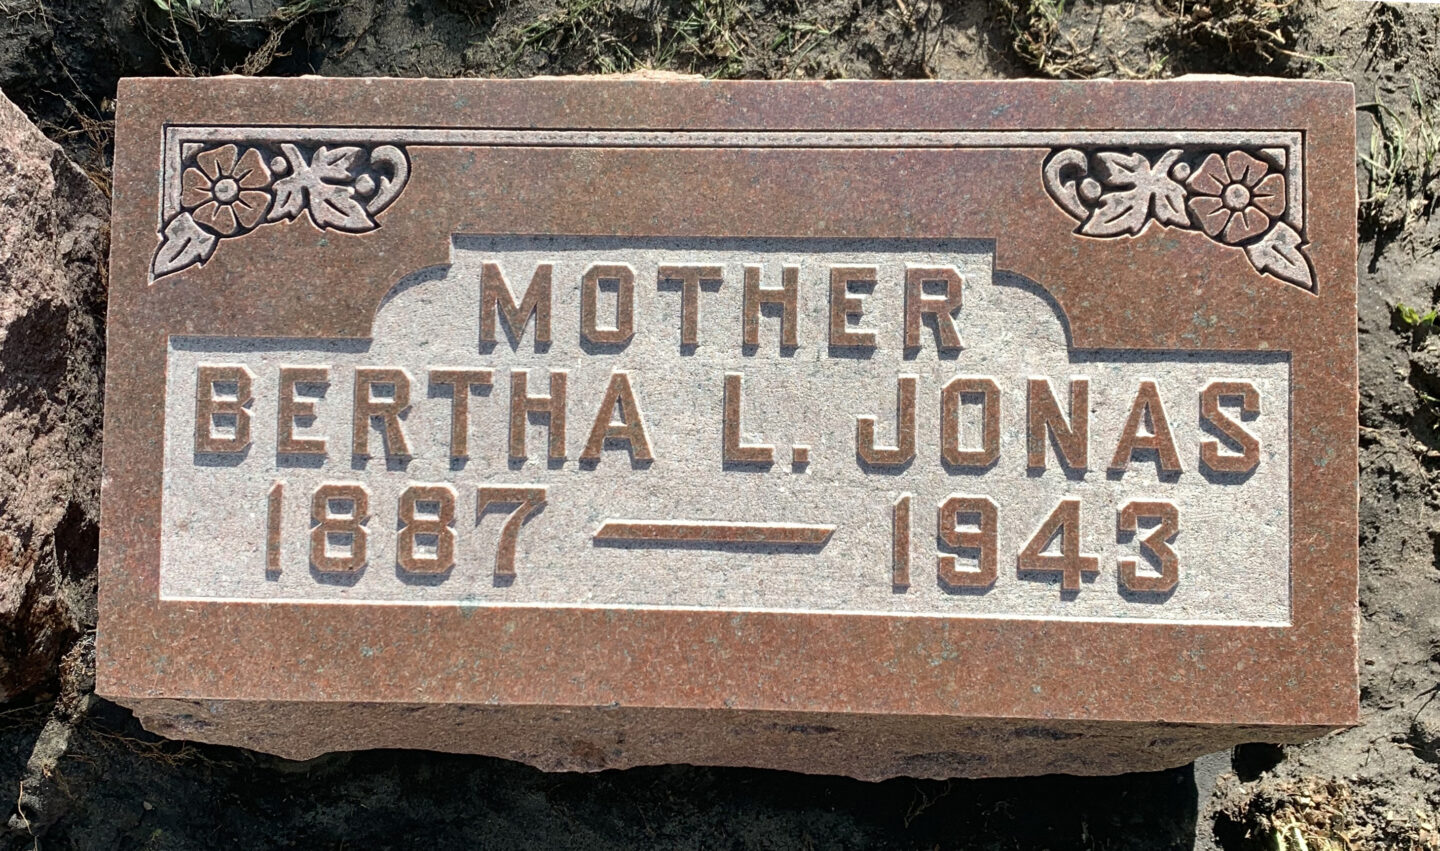 MOTHER
BERTHA L. JONAS
1887 — 1943